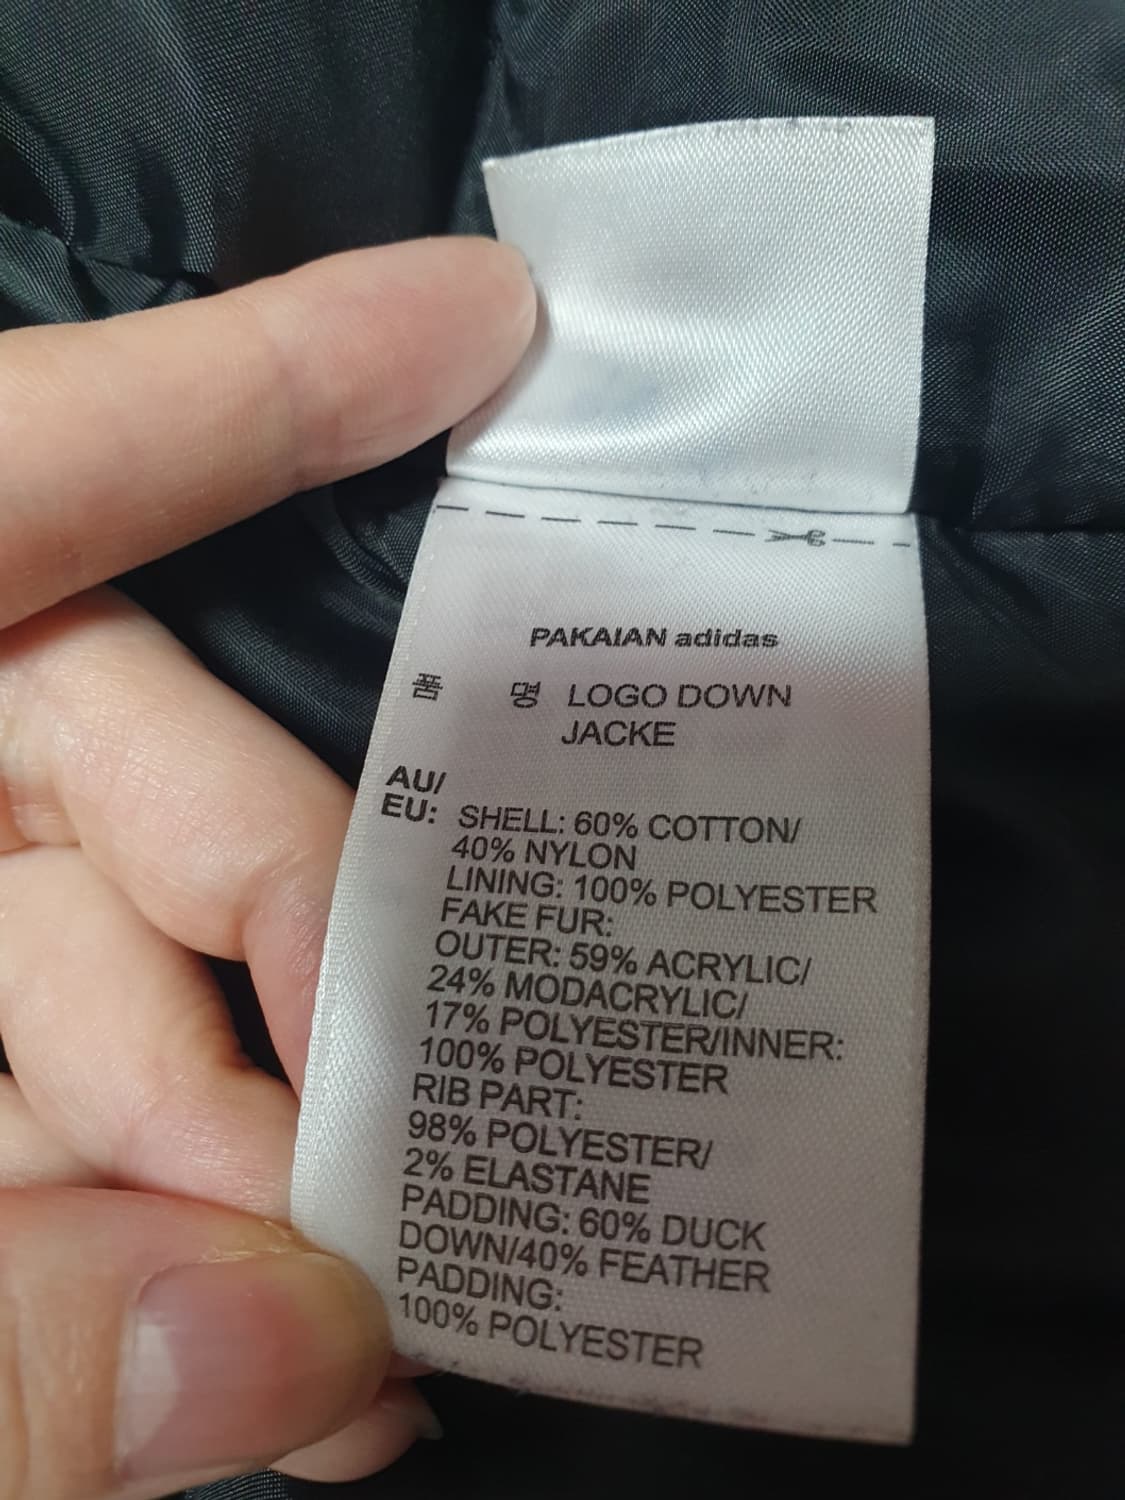 PAKAIAN adidas
품 명 LOGO DOWN
JACKE
AU/
EU: SHELL: 60% COTTON/
40% NYLON
LINING: 100% POLYESTER
FAKE FUR:
OUTER: 59% ACRYLIC/
24% MODACRYLIC/
17% POLYESTER/INNER:
100% POLYESTER
RIB PART:
98% POLYESTER/
2% ELASTANE
PADDING: 60% DUCK
DOWN/40% FEATHER
PADDING:
100% POLYESTER